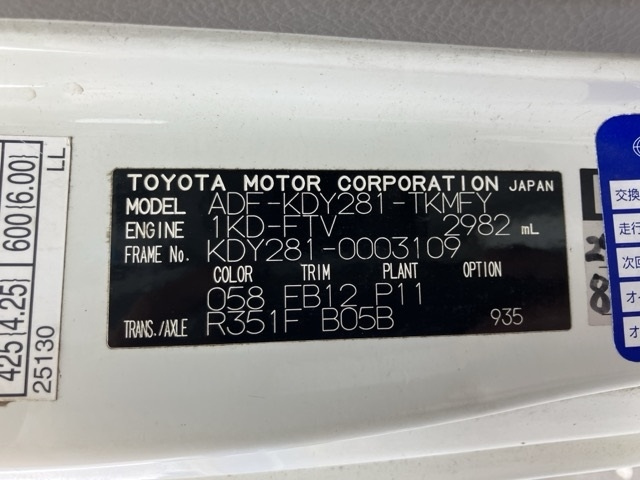 TOYOTA MOTOR CORPORATION JAPAN
MODEL ADF-KDY281-TKMFY
ENGINE 1KD-FTV 2982 mL
FRAME No. KDY281-0003109
COLOR TRIM PLANT OPTION
058 FB12 P11
TRANS./AXLE R351F B05B 935
425(4.25) 600(6.00) LL
25130
交換
走行
次回
オ
オ